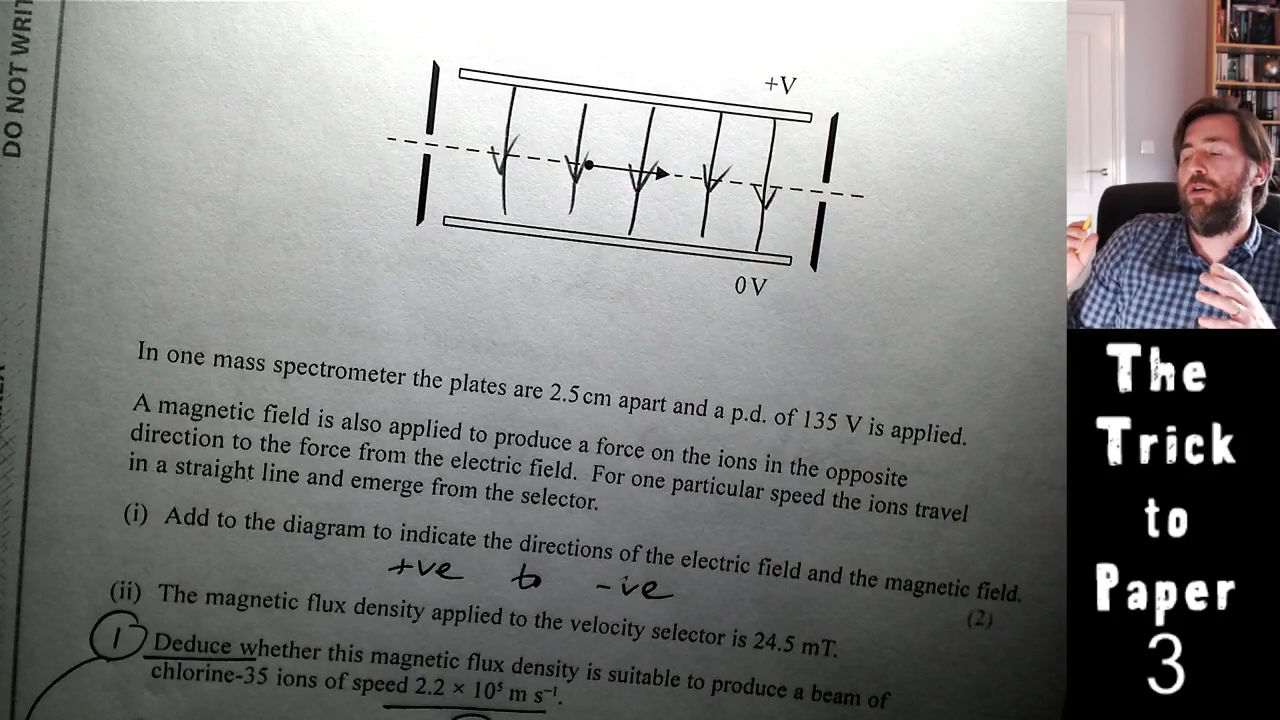 DO NOT WRIT
+V
0 V
In one mass spectrometer the plates are 2.5 cm apart and a p.d. of 135 V is applied.
A magnetic field is also applied to produce a force on the ions in the opposite
direction to the force from the electric field. For one particular speed the ions travel
in a straight line and emerge from the selector.
(i) Add to the diagram to indicate the directions of the electric field and the magnetic field.
+ve to -ve
(2)
(ii) The magnetic flux density applied to the velocity selector is 24.5 mT.
1 Deduce whether this magnetic flux density is suitable to produce a beam of
chlorine-35 ions of speed 2.2 × 10⁵ m s⁻¹.
The
Trick
to
Paper
3